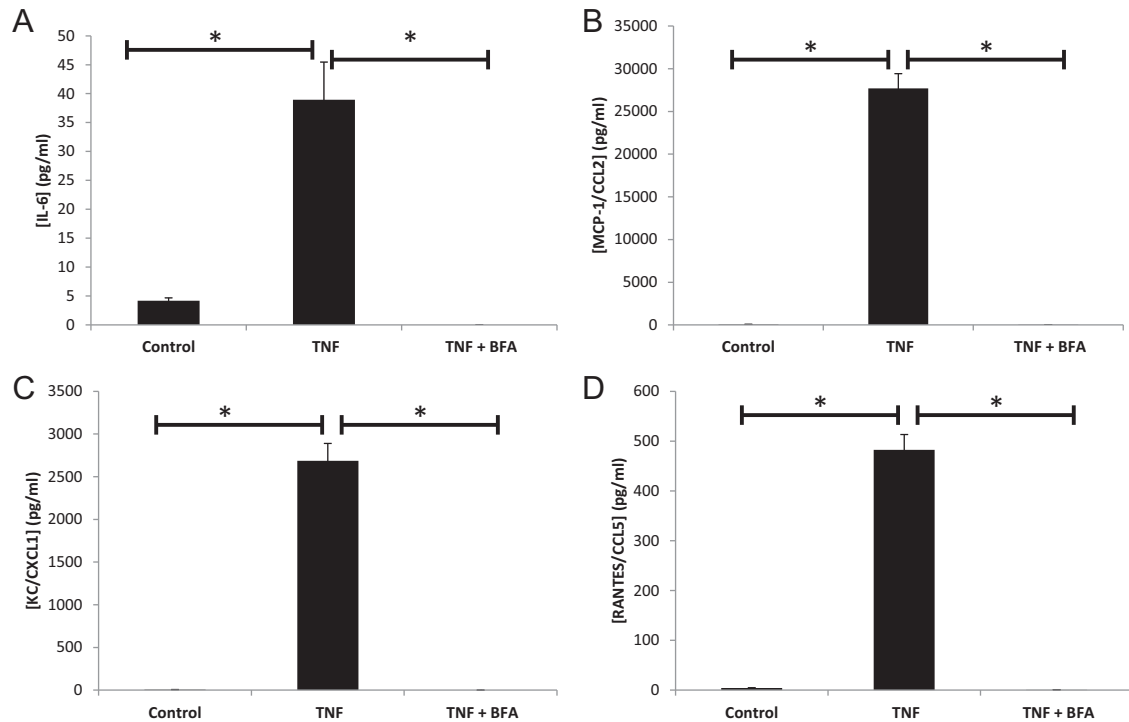 A
[IL-6] (pg/ml)
50
45
40
35
30
25
20
15
10
5
0
*
*
Control
TNF
TNF + BFA
B
[MCP-1/CCL2] (pg/ml)
35000
30000
25000
20000
15000
10000
5000
0
*
*
Control
TNF
TNF + BFA
C
[KC/CXCL1] (pg/ml)
3500
3000
2500
2000
1500
1000
500
0
*
*
Control
TNF
TNF + BFA
D
[RANTES/CCL5] (pg/ml)
600
500
400
300
200
100
0
*
*
Control
TNF
TNF + BFA